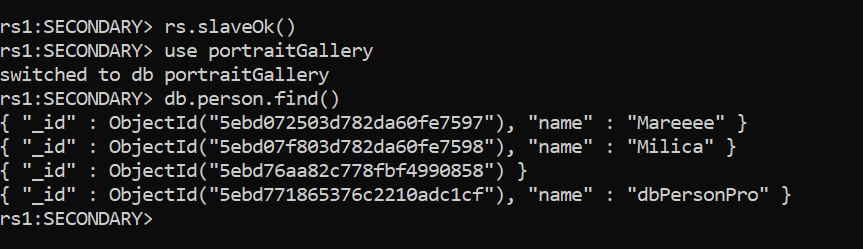 rs1:SECONDARY> rs.slaveOk()
rs1:SECONDARY> use portraitGallery
switched to db portraitGallery
rs1:SECONDARY> db.person.find()
{ "_id" : ObjectId("5ebd072503d782da60fe7597"), "name" : "Mareeee" }
{ "_id" : ObjectId("5ebd07f803d782da60fe7598"), "name" : "Milica" }
{ "_id" : ObjectId("5ebd76aa82c778fbf4990858") }
{ "_id" : ObjectId("5ebd771865376c2210adc1cf"), "name" : "dbPersonPro" }
rs1:SECONDARY>